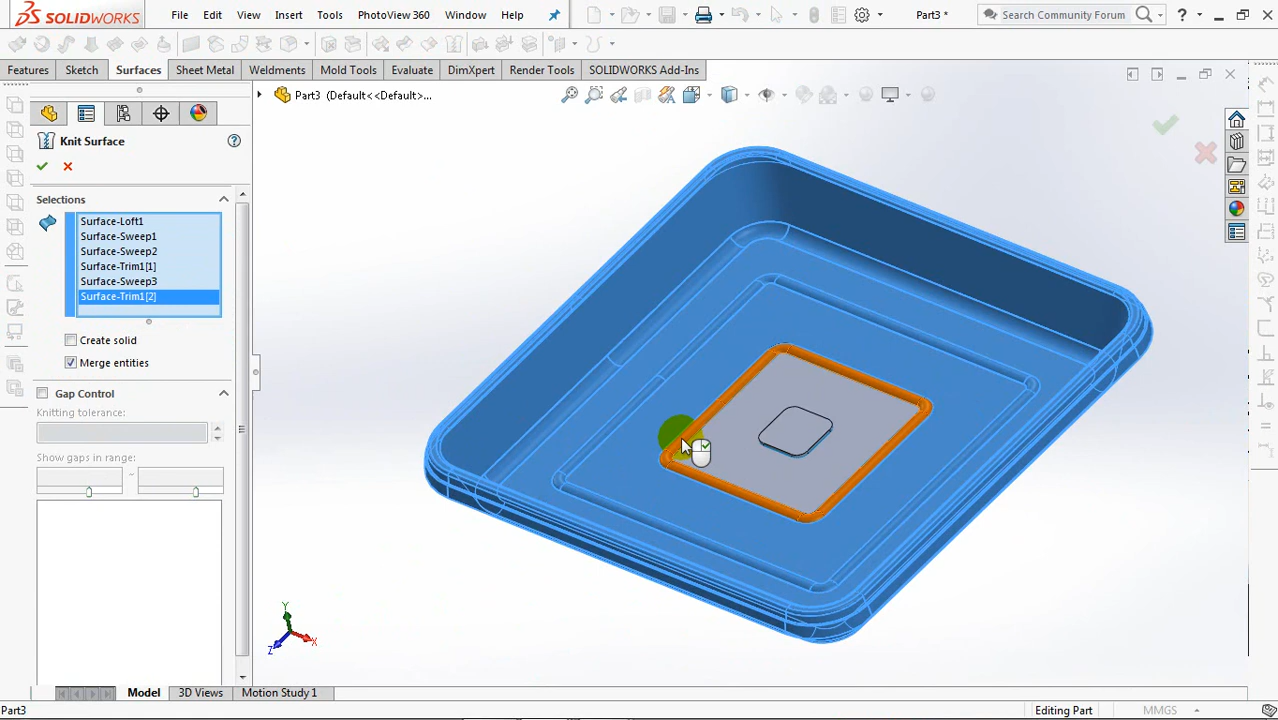 SOLIDWORKS File Edit View Insert Tools PhotoView 360 Window Help Part3 * Search Community Forum ?
Features Sketch Surfaces Sheet Metal Weldments Mold Tools Evaluate DimXpert Render Tools SOLIDWORKS Add-Ins
Part3 (Default<<Default>...
Knit Surface ?
Selections
Surface-Loft1
Surface-Sweep1
Surface-Sweep2
Surface-Trim1[1]
Surface-Sweep3
Surface-Trim1[2]
Create solid
Merge entities
Gap Control
Knitting tolerance:
Show gaps in range:
~
Y
X
Z
Model 3D Views Motion Study 1
Part3 Editing Part MMGS